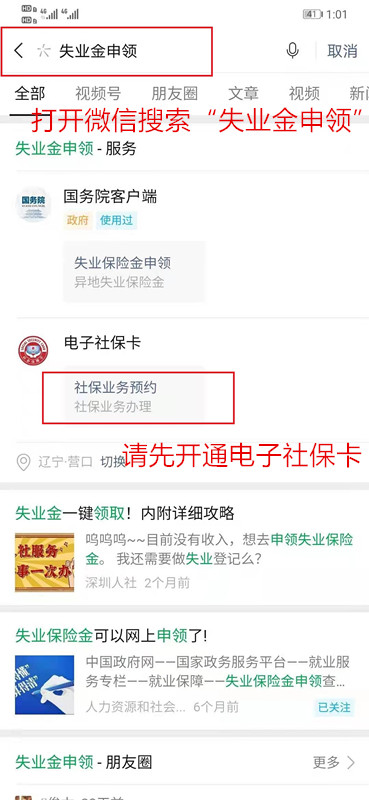 HD 4G 4G 41 1:01
HD
失业金申领 取消
全部 视频号 朋友圈 文章 视频 新
打开微信搜索“失业金申领”
失业金申领 - 服务
国务院
国务院客户端
政府 使用过
失业保险金申领
异地失业保险金
电子社保卡
社保业务预约
社保业务办理
辽宁·营口 切换
请先开通电子社保卡
失业金一键领取！内附详细攻略
社服务
事一次办
呜呜呜~~目前没有收入，想去申领失业保险
金。 我还需要做失业登记么？
深圳人社 2个月前
失业保险金可以网上申领了!
中国政府网——国家政务服务平台——就业服
务专栏——就业保障——失业保险金申领查...
人力资源和社会... 6个月前 已关注
失业金申领 - 朋友圈 更多